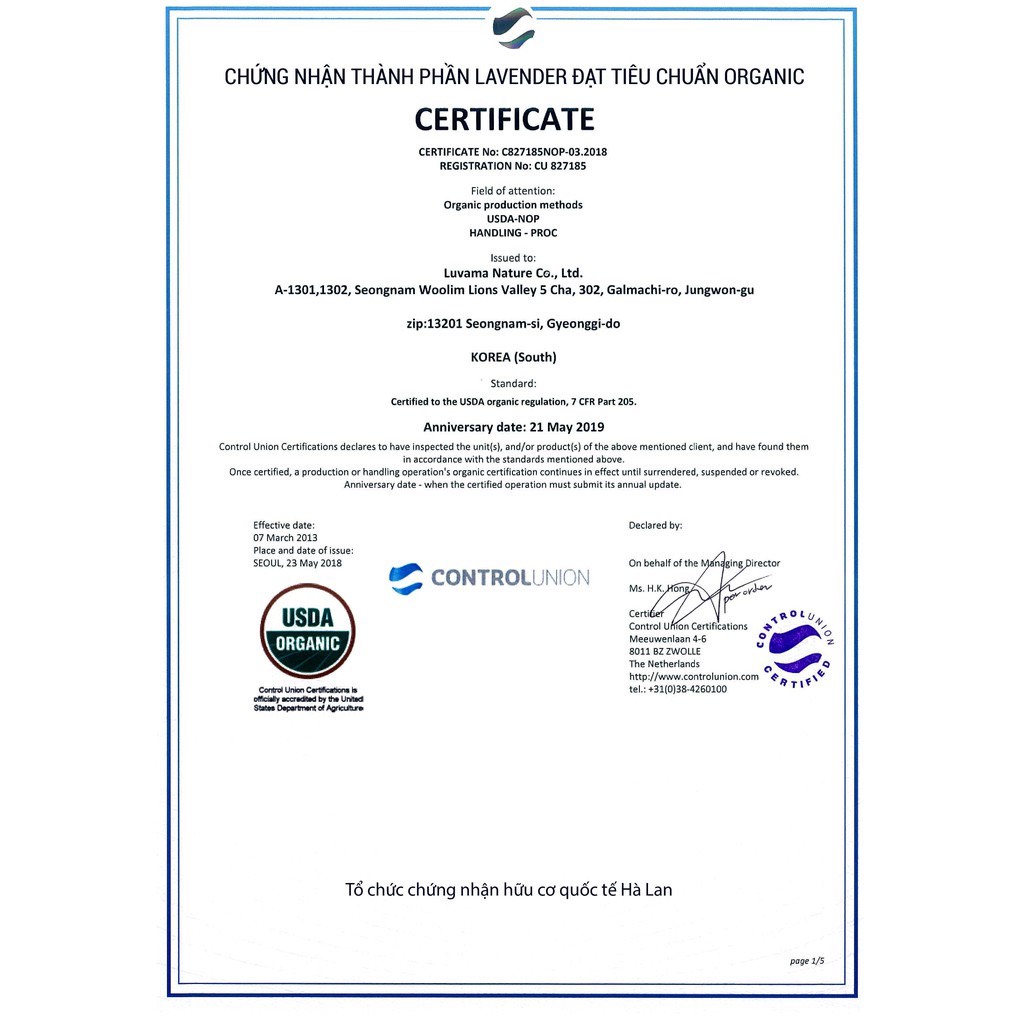 CHỨNG NHẬN THÀNH PHẦN LAVENDER ĐẠT TIÊU CHUẨN ORGANIC
CERTIFICATE
CERTIFICATE No: C827185NOP-03.2018
REGISTRATION No: CU 827185
Field of attention:
Organic production methods
USDA-NOP
HANDLING - PROC
Issued to:
Luvama Nature Co., Ltd.
A-1301,1302, Seongnam Woolim Lions Valley 5 Cha, 302, Galmachi-ro, Jungwon-gu
zip:13201 Seongnam-si, Gyeonggi-do
KOREA (South)
Standard:
Certified to the USDA organic regulation, 7 CFR Part 205.
Anniversary date: 21 May 2019
Control Union Certifications declares to have inspected the unit(s), and/or product(s) of the above mentioned client, and have found them
in accordance with the standards mentioned above.
Once certified, a production or handling operation's organic certification continues in effect until surrendered, suspended or revoked.
Anniversary date - when the certified operation must submit its annual update.
Effective date:
07 March 2013
Place and date of issue:
SEOUL, 23 May 2018
USDA
ORGANIC
Control Union Certifications is
officially accredited by the United
States Department of Agriculture
CONTROLUNION
Declared by:
On behalf of the Managing Director
Ms. H.K. Hong
per order
Certifier
Control Union Certifications
Meeuwenlaan 4-6
8011 BZ ZWOLLE
The Netherlands
http://www.controlunion.com
tel.: +31(0)38-4260100
CONTROLUNION
CERTIFIED
Tổ chức chứng nhận hữu cơ quốc tế Hà Lan
page 1/5